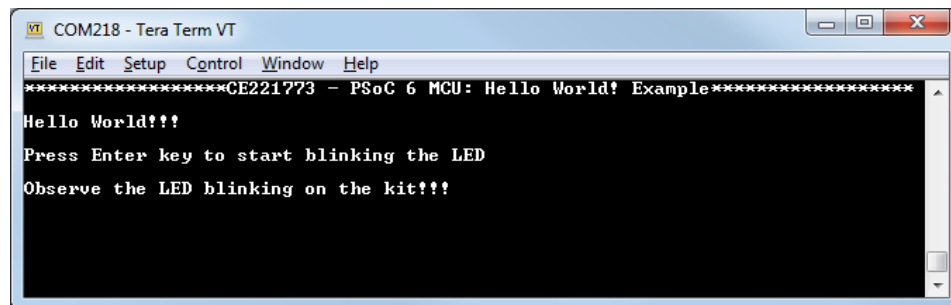 COM218 - Tera Term VT
File Edit Setup Control Window Help
******************CE221773 - PSoC 6 MCU: Hello World! Example******************
Hello World!!!
Press Enter key to start blinking the LED
Observe the LED blinking on the kit!!!